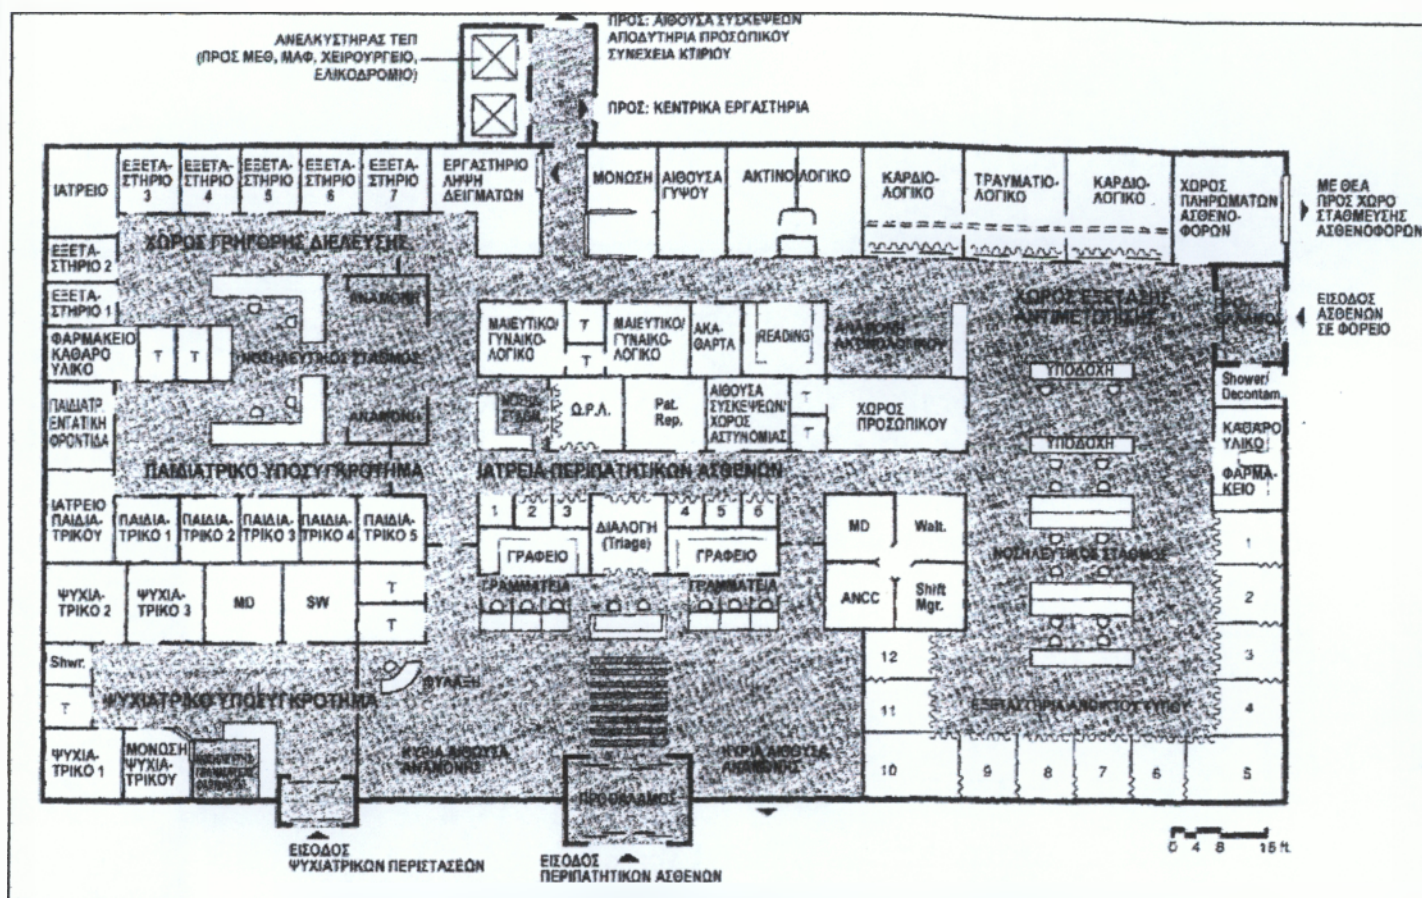 ΑΝΕΛΚΥΣΤΗΡΑΣ ΤΕΠ
(ΠΡΟΣ ΜΕΘ, ΜΑΦ, ΧΕΙΡΟΥΡΓΕΙΟ,
ΕΛΙΚΟΔΡΟΜΙΟ)
ΠΡΟΣ: ΑΙΘΟΥΣΑ ΣΥΣΚΕΨΕΩΝ
ΑΠΟΔΥΤΗΡΙΑ ΠΡΟΣΩΠΙΚΟΥ
ΣΥΝΕΧΕΙΑ ΚΤΙΡΙΟΥ
ΠΡΟΣ: ΚΕΝΤΡΙΚΑ ΕΡΓΑΣΤΗΡΙΑ
ΙΑΤΡΕΙΟ
ΕΞΕΤΑ-
ΣΤΗΡΙΟ
3
ΕΞΕΤΑ-
ΣΤΗΡΙΟ
4
ΕΞΕΤΑ-
ΣΤΗΡΙΟ
5
ΕΞΕΤΑ-
ΣΤΗΡΙΟ
6
ΕΞΕΤΑ-
ΣΤΗΡΙΟ
7
ΕΡΓΑΣΤΗΡΙΟ
ΛΗΨΗ
ΔΕΙΓΜΑΤΩΝ
ΜΟΝΩΣΗ
ΑΙΘΟΥΣΑ
ΓΥΨΟΥ
ΑΚΤΙΝΟΛΟΓΙΚΟ
ΚΑΡΔΙΟ-
ΛΟΓΙΚΟ
ΤΡΑΥΜΑΤΙΟ-
ΛΟΓΙΚΟ
ΚΑΡΔΙΟ-
ΛΟΓΙΚΟ
ΧΩΡΟΣ
ΠΛΗΡΩΜΑΤΩΝ
ΑΣΘΕΝΟ-
ΦΟΡΩΝ
ΜΕ ΘΕΑ
ΠΡΟΣ ΧΩΡΟ
ΣΤΑΘΜΕΥΣΗΣ
ΑΣΘΕΝΟΦΟΡΩΝ
ΧΩΡΟΣ ΓΡΗΓΟΡΗΣ ΔΙΕΛΕΥΣΗΣ
ΕΞΕΤΑ-
ΣΤΗΡΙΟ 2
ΕΞΕΤΑ-
ΣΤΗΡΙΟ 1
ΑΝΑΜΟΝΗ
ΦΑΡΜΑΚΕΙΟ
ΚΑΘΑΡΟ
ΥΛΙΚΟ
T
T
ΝΟΣΗΛΕΥΤΙΚΟΣ ΣΤΑΘΜΟΣ
ΜΑΙΕΥΤΙΚΟ/
ΓΥΝΑΙΚΟ-
ΛΟΓΙΚΟ
T
T
ΜΑΙΕΥΤΙΚΟ/
ΓΥΝΑΙΚΟ-
ΛΟΓΙΚΟ
ΑΚΑ-
ΘΑΡΤΑ
READING
ΑΝΑΜΟΝΗ
ΑΚΤΙΝΟΛΟΓΙΚΟΥ
ΧΩΡΟΣ ΕΞΕΤΑΣΗΣ
ΑΝΤΙΜΕΤΩΠΙΣΗΣ
ΕΙΣΟΔΟΣ
ΑΣΘΕΝΩΝ
ΣΕ ΦΟΡΕΙΟ
ΥΠΟΔΟΧΗ
Shower/
Decontam.
ΠΑΙΔΙΑΤΡ.
ΕΝΤΑΤΙΚΗ
ΦΡΟΝΤΙΔΑ
ΑΝΑΜΟΝΗ
Ω.Ρ.Λ.
Pat.
Rep.
ΑΙΘΟΥΣΑ
ΣΥΣΚΕΨΕΩΝ/
ΧΩΡΟΣ
ΑΣΤΥΝΟΜΙΑΣ
T
T
ΧΩΡΟΣ
ΠΡΟΣΩΠΙΚΟΥ
ΥΠΟΔΟΧΗ
ΚΑΘΑΡΟ
ΥΛΙΚΟ
ΦΑΡΜΑ-
ΚΕΙΟ
ΠΑΙΔΙΑΤΡΙΚΟ ΥΠΟΣΥΓΚΡΟΤΗΜΑ
ΙΑΤΡΕΙΑ ΠΕΡΙΠΑΤΗΤΙΚΩΝ ΑΣΘΕΝΩΝ
ΙΑΤΡΕΙΟ
ΠΑΙΔΙΑ-
ΤΡΙΚΟΥ
ΠΑΙΔΙΑ-
ΤΡΙΚΟ 1
ΠΑΙΔΙΑ-
ΤΡΙΚΟ 2
ΠΑΙΔΙΑ-
ΤΡΙΚΟ 3
ΠΑΙΔΙΑ-
ΤΡΙΚΟ 4
ΠΑΙΔΙΑ-
ΤΡΙΚΟ 5
1
2
3
ΔΙΑΛΟΓΗ
(Triage)
4
5
6
ΓΡΑΦΕΙΟ
ΓΡΑΦΕΙΟ
ΓΡΑΜΜΑΤΕΙΑ
ΓΡΑΜΜΑΤΕΙΑ
MD
Wait.
ANCC
Shift
Mgr.
ΝΟΣΗΛΕΥΤΙΚΟΣ ΣΤΑΘΜΟΣ
1
2
3
4
ΨΥΧΙΑ-
ΤΡΙΚΟ 2
ΨΥΧΙΑ-
ΤΡΙΚΟ 3
MD
SW
T
T
Shwr.
T
ΨΥΧΙΑΤΡΙΚΟ ΥΠΟΣΥΓΚΡΟΤΗΜΑ
ΦΥΛΑΞΗ
12
11
ΕΞΕΤΑΣΤΗΡΙΑ ΑΝΟΙΚΤΟΥ ΤΥΠΟΥ
ΨΥΧΙΑ-
ΤΡΙΚΟ 1
ΜΟΝΩΣΗ
ΨΥΧΙΑ-
ΤΡΙΚΟΥ
ΚΥΡΙΑ ΑΙΘΟΥΣΑ
ΑΝΑΜΟΝΗΣ
ΚΥΡΙΑ ΑΙΘΟΥΣΑ
ΑΝΑΜΟΝΗΣ
10
9
8
7
6
5
ΠΡΟΘΑΛΑΜΟΣ
ΕΙΣΟΔΟΣ
ΨΥΧΙΑΤΡΙΚΩΝ ΠΕΡΙΣΤΑΣΕΩΝ
ΕΙΣΟΔΟΣ
ΠΕΡΙΠΑΤΗΤΙΚΩΝ ΑΣΘΕΝΩΝ
0 4 8 15 ft.